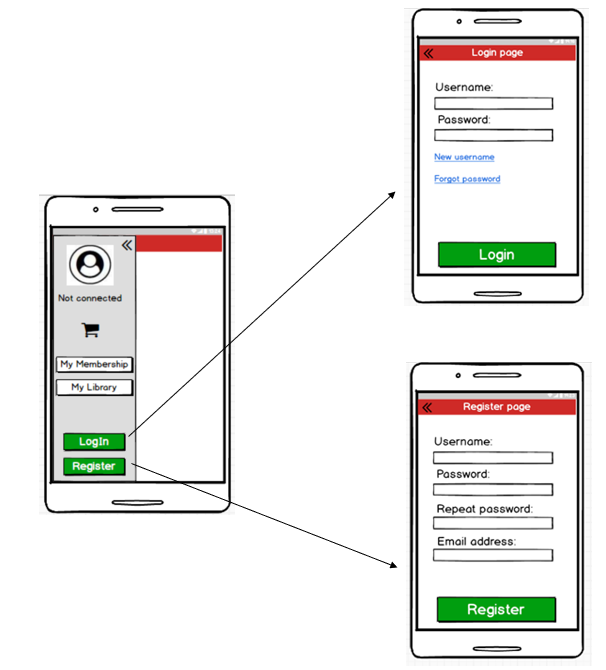 Login page
Username:
Password:
New username
Forgot password
Login
Not connected
My Membership
My Library
LogIn
Register
Register page
Username:
Password:
Repeat password:
Email address:
Register